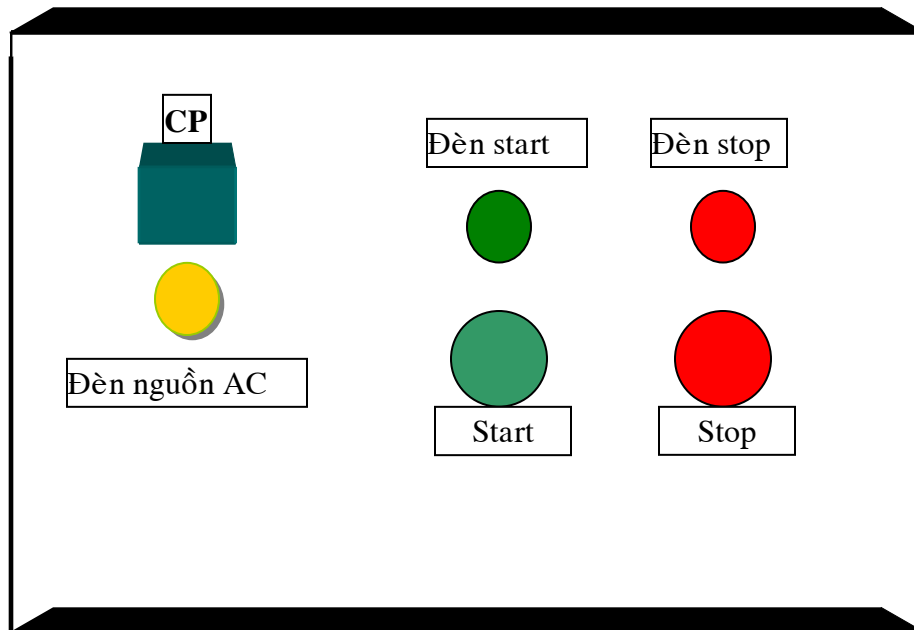 CP
Đèn start
Đèn stop
Đèn nguồn AC
Start
Stop